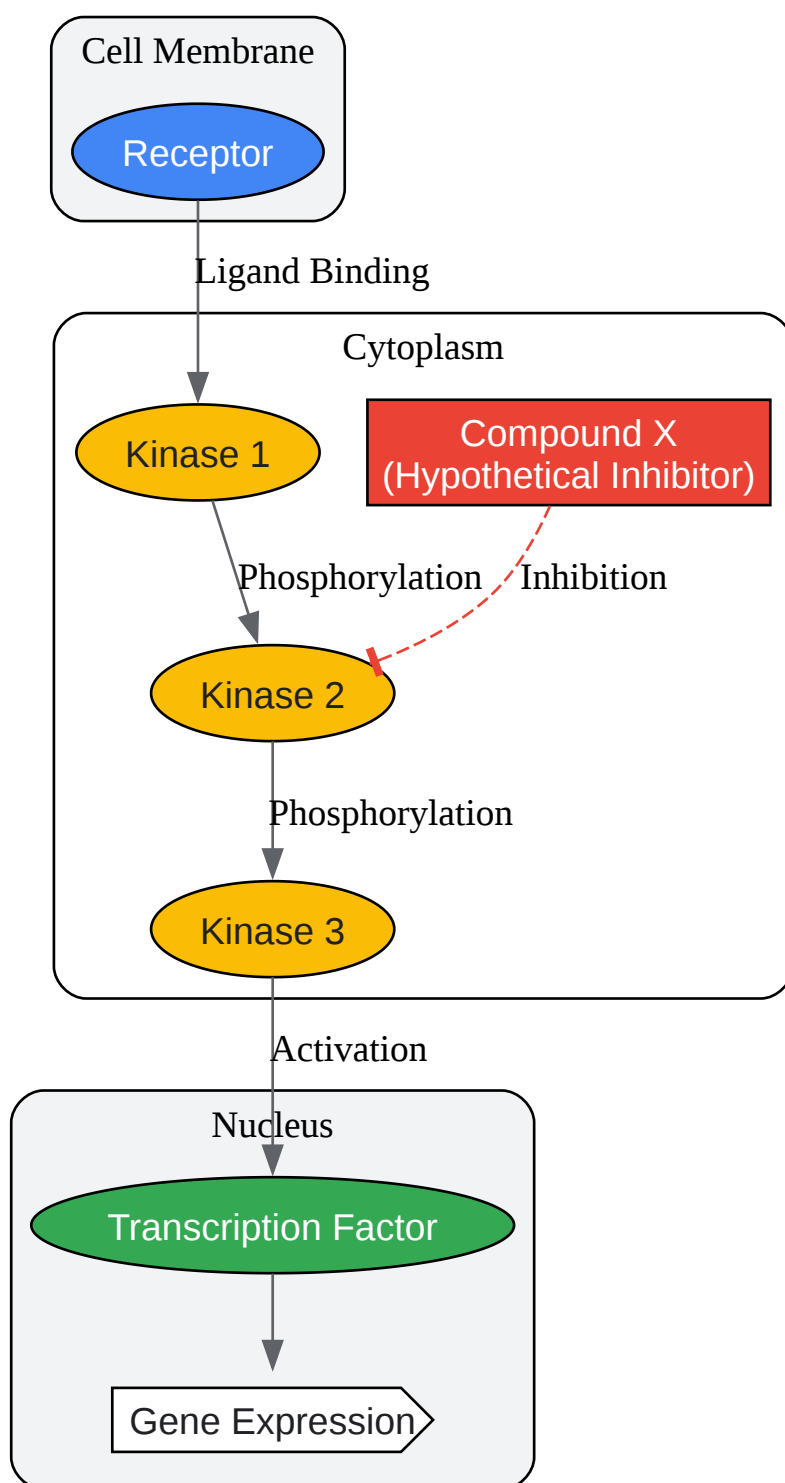 Cell Membrane
Receptor
Ligand Binding
Cytoplasm
Kinase 1
Compound X
(Hypothetical Inhibitor)
Phosphorylation
Inhibition
Kinase 2
Phosphorylation
Kinase 3
Activation
Nucleus
Transcription Factor
Gene Expression